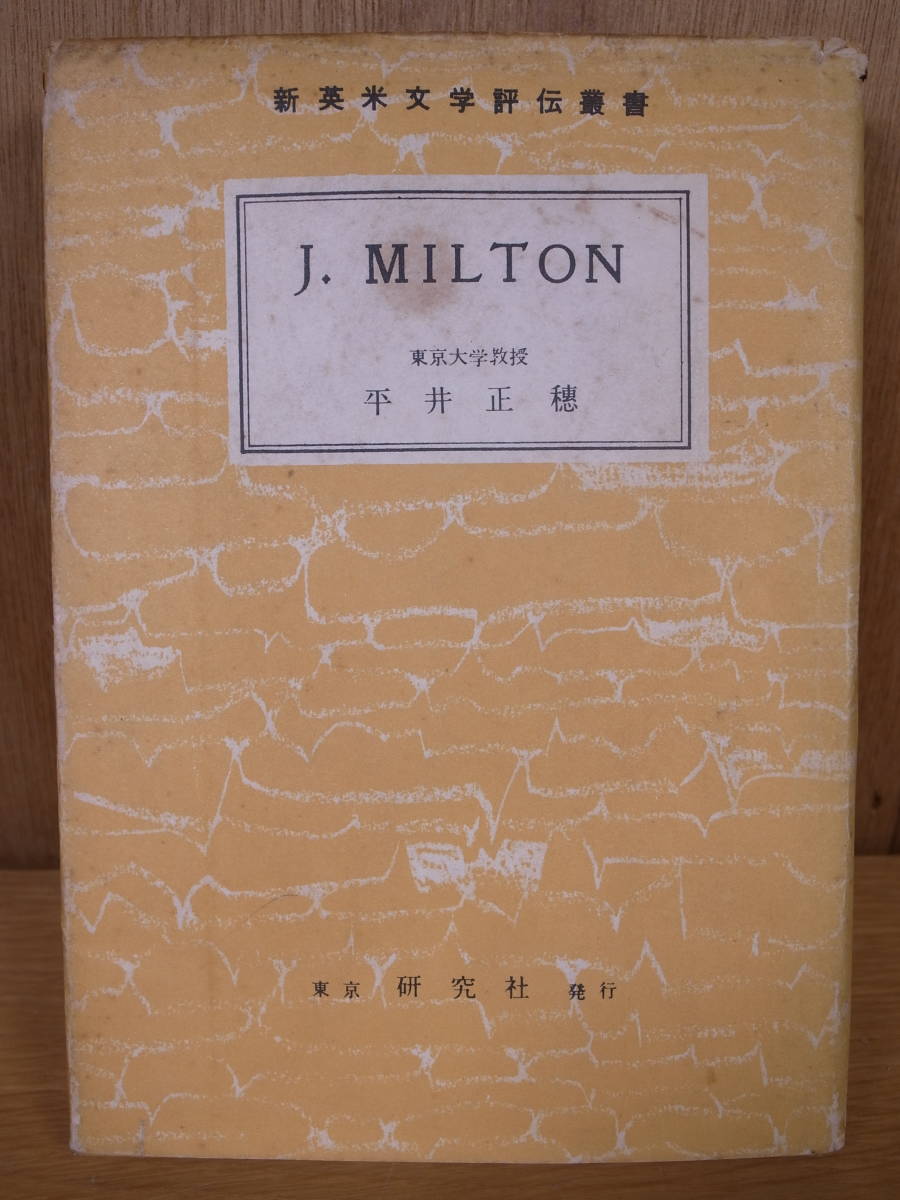 新英米文学評伝叢書
J. MILTON
東京大学教授
平井正穗
東京 研究社 発行